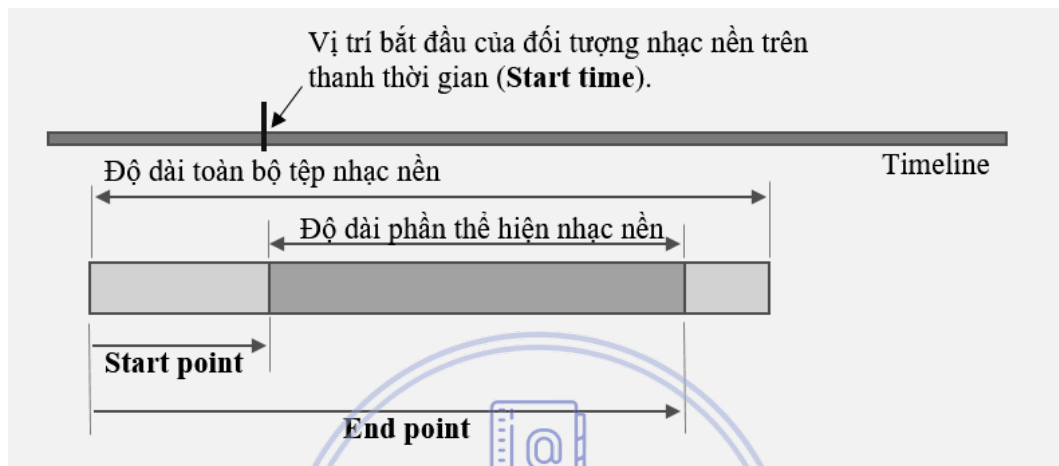 Vị trí bắt đầu của đối tượng nhạc nền trên
thanh thời gian (Start time).
Timeline
Độ dài toàn bộ tệp nhạc nền
Độ dài phần thể hiện nhạc nền
Start point
End point
@